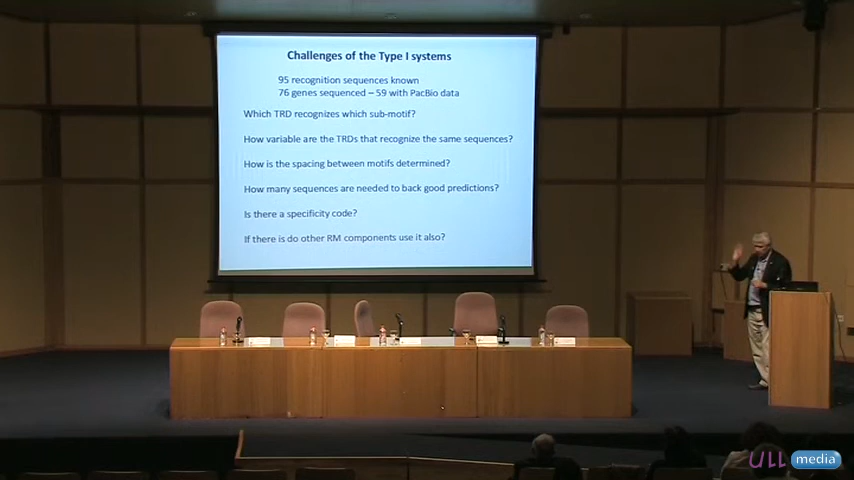 Challenges of the Type I systems
95 recognition sequences known
76 genes sequenced – 59 with PacBio data
Which TRD recognizes which sub-motif?
How variable are the TRDs that recognize the same sequences?
How is the spacing between motifs determined?
How many sequences are needed to back good predictions?
Is there a specificity code?
If there is do other RM components use it also?
ULL media